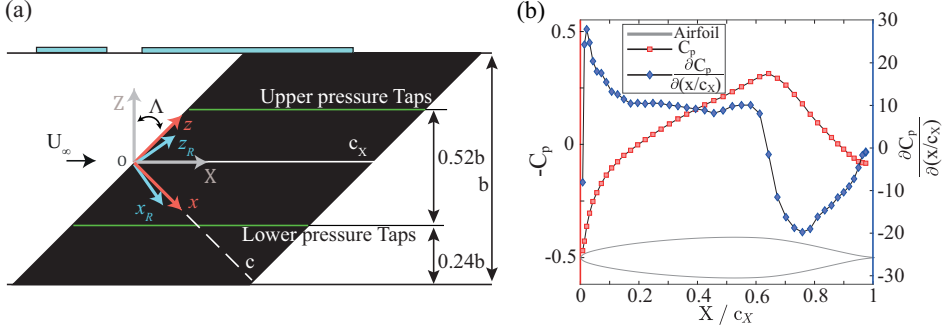 (a)
Upper pressure Taps
Z
Λ
z
z_R
U_∞
o
X
c_X
0.52b
b
x_R
x
Lower pressure Taps
c
0.24b
(b)
Airfoil
C_p
∂C_p
∂(x/c_X)
0.5
0
-0.5
-C_p
30
20
10
0
-10
-20
-30
∂C_p
∂(x/c_X)
0 0.2 0.4 0.6 0.8 1
X / c_X